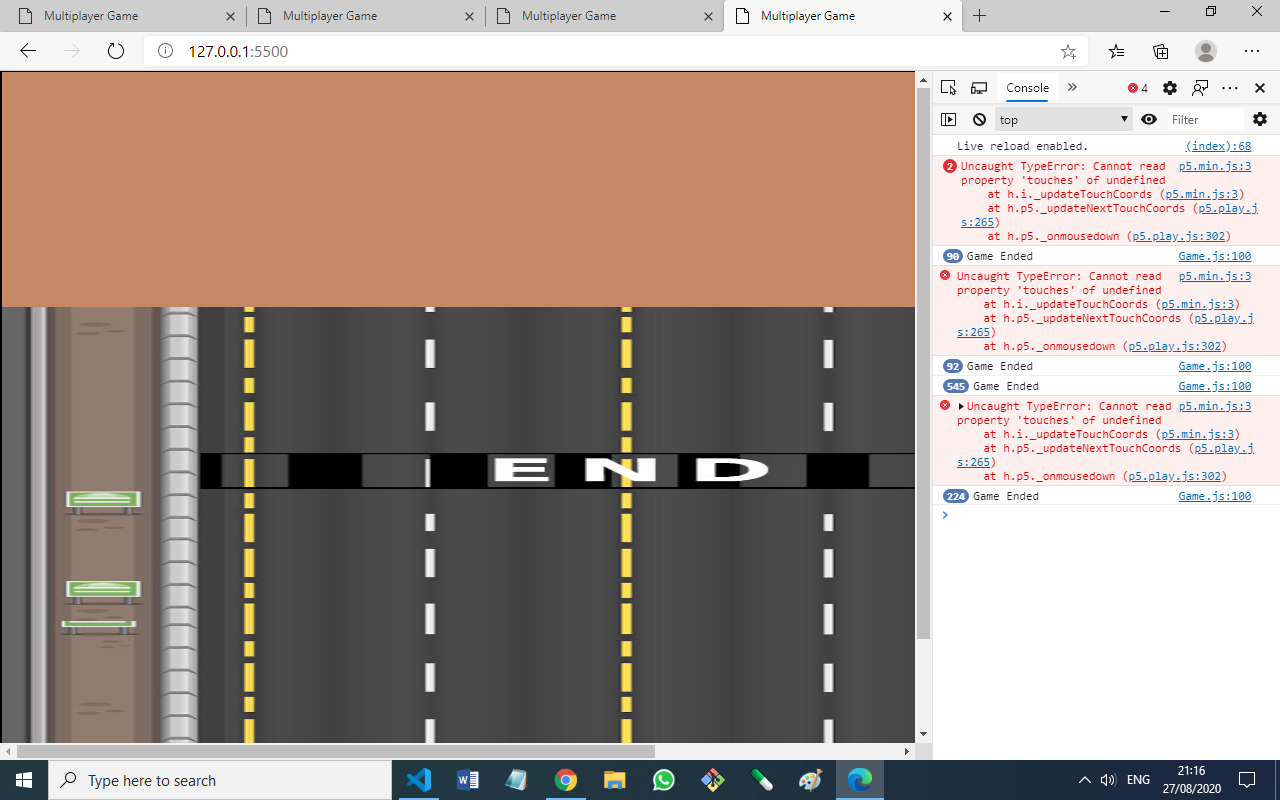 Multiplayer Game
Multiplayer Game
Multiplayer Game
Multiplayer Game
127.0.0.1:5500
Console
4
top
Filter
Live reload enabled. (index):68
2 Uncaught TypeError: Cannot read p5.min.js:3
property 'touches' of undefined
at h.i._updateTouchCoords (p5.min.js:3)
at h.p5._updateNextTouchCoords (p5.play.j
s:265)
at h.p5._onmousedown (p5.play.js:302)
90 Game Ended Game.js:100
Uncaught TypeError: Cannot read p5.min.js:3
property 'touches' of undefined
at h.i._updateTouchCoords (p5.min.js:3)
at h.p5._updateNextTouchCoords (p5.play.j
s:265)
at h.p5._onmousedown (p5.play.js:302)
92 Game Ended Game.js:100
545 Game Ended Game.js:100
Uncaught TypeError: Cannot read p5.min.js:3
property 'touches' of undefined
at h.i._updateTouchCoords (p5.min.js:3)
at h.p5._updateNextTouchCoords (p5.play.j
s:265)
at h.p5._onmousedown (p5.play.js:302)
224 Game Ended Game.js:100
END
Type here to search
ENG
21:16
27/08/2020